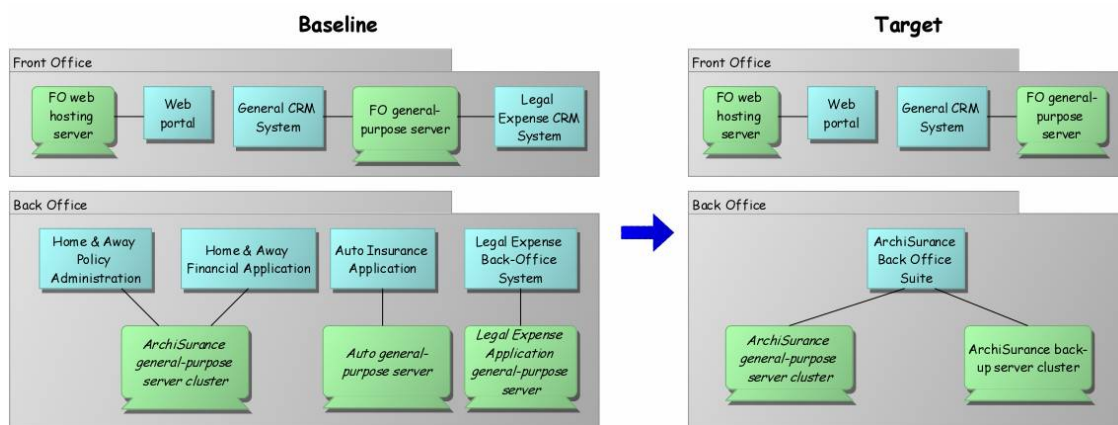 Baseline
Target
Front Office
FO web
hosting
server
Web
portal
General CRM
System
FO general-
purpose server
Legal
Expense CRM
System
Front Office
FO web
hosting
server
Web
portal
General CRM
System
FO general-
purpose
server
Back Office
Home & Away
Policy
Administration
Home & Away
Financial Application
Auto Insurance
Application
Legal Expense
Back-Office
System
ArchiSurance
general-purpose
server cluster
Auto general-
purpose server
Legal Expense
Application
general-purpose
server
Back Office
ArchiSurance
Back Office
Suite
ArchiSurance
general-purpose
server cluster
ArchiSurance back-
up server cluster